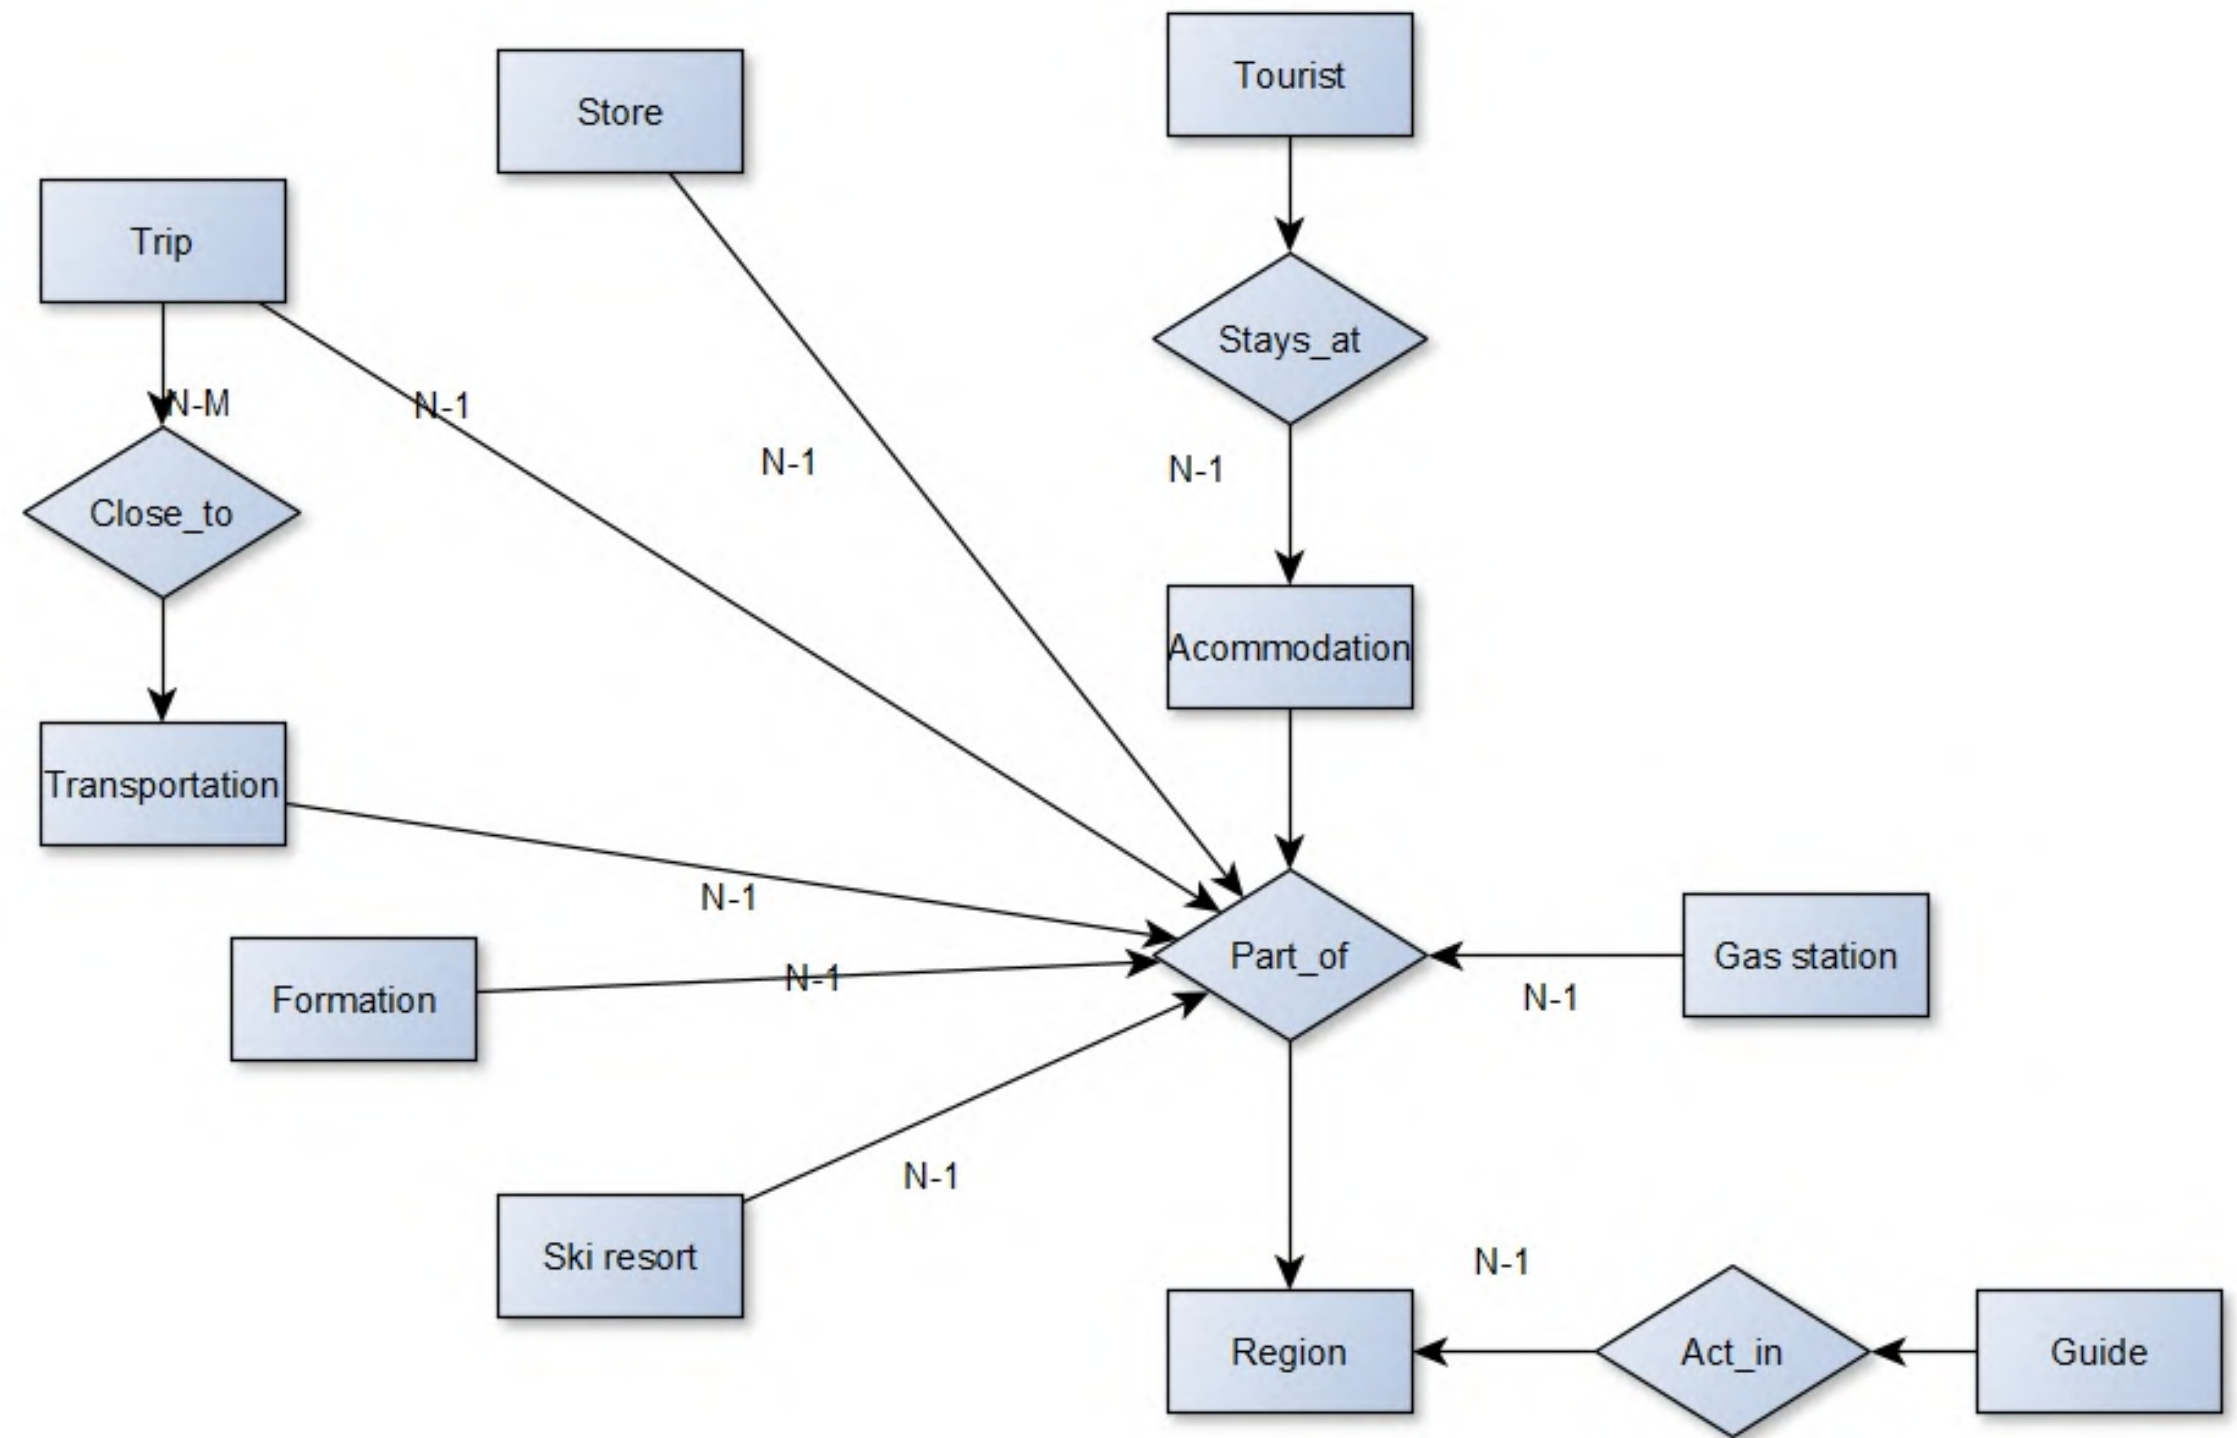 Tourist
Store
Trip
Stays_at
N-M
N-1
N-1
N-1
Close_to
Acommodation
Transportation
N-1
Part_of
Gas station
N-1
Formation
N-1
N-1
Ski resort
N-1
Region
Act_in
Guide